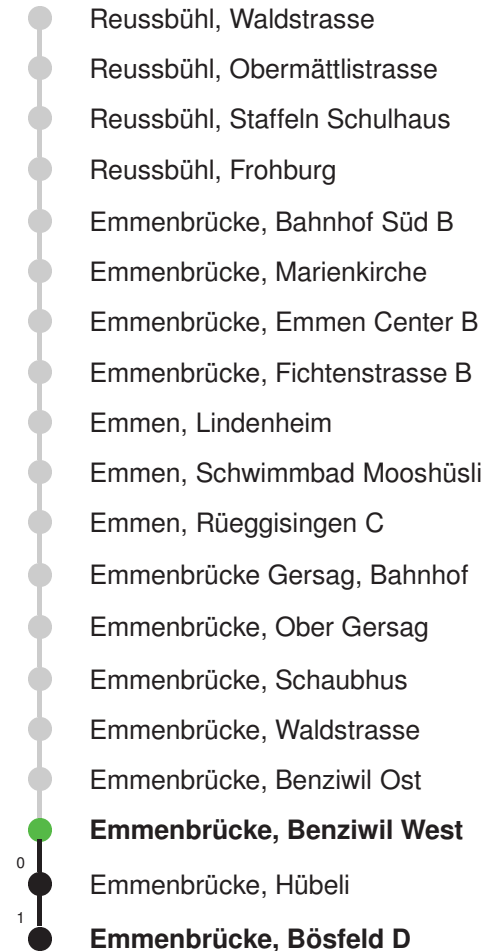 Reussbühl, Waldstrasse
Reussbühl, Obermättlistrasse
Reussbühl, Staffeln Schulhaus
Reussbühl, Frohburg
Emmenbrücke, Bahnhof Süd B
Emmenbrücke, Marienkirche
Emmenbrücke, Emmen Center B
Emmenbrücke, Fichtenstrasse B
Emmen, Lindenheim
Emmen, Schwimmbad Mooshüsli
Emmen, Rüeggisingen C
Emmenbrücke Gersag, Bahnhof
Emmenbrücke, Ober Gersag
Emmenbrücke, Schaubhus
Emmenbrücke, Waldstrasse
Emmenbrücke, Benziwil Ost
Emmenbrücke, Benziwil West
0
Emmenbrücke, Hübeli
1
Emmenbrücke, Bösfeld D